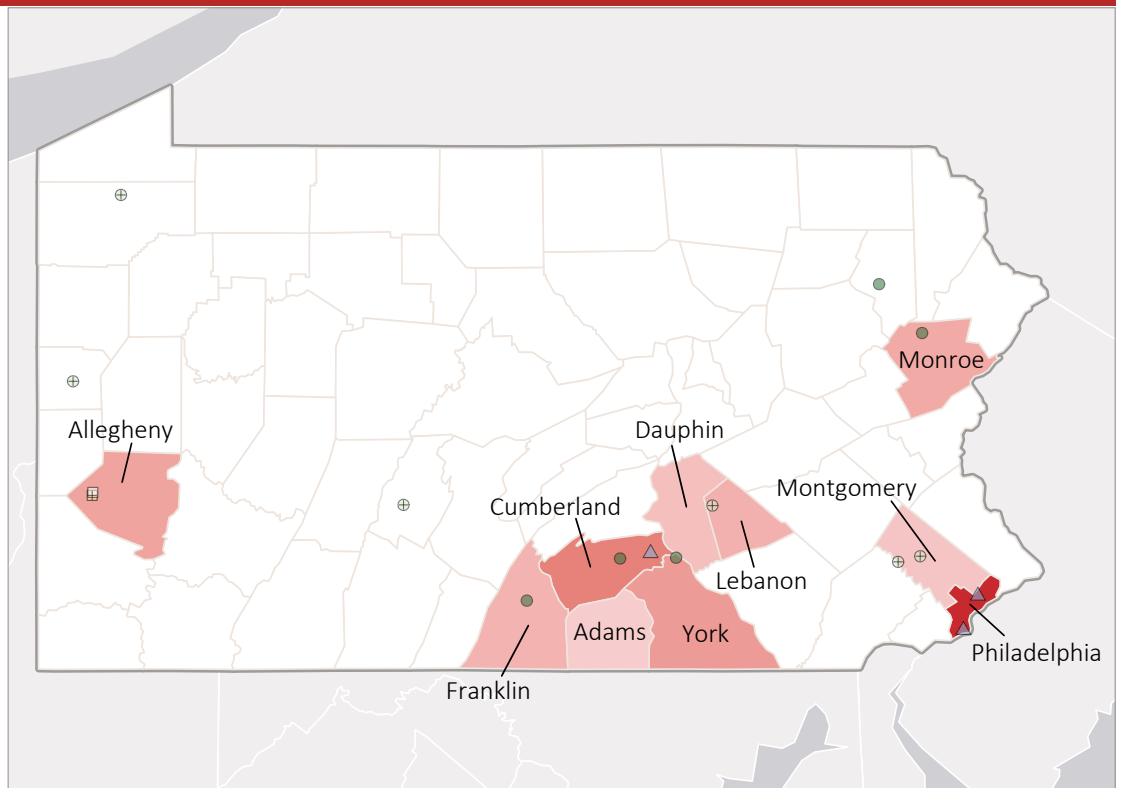 Monroe
Allegheny
Dauphin
Montgomery
Cumberland
Lebanon
Adams
York
Philadelphia
Franklin